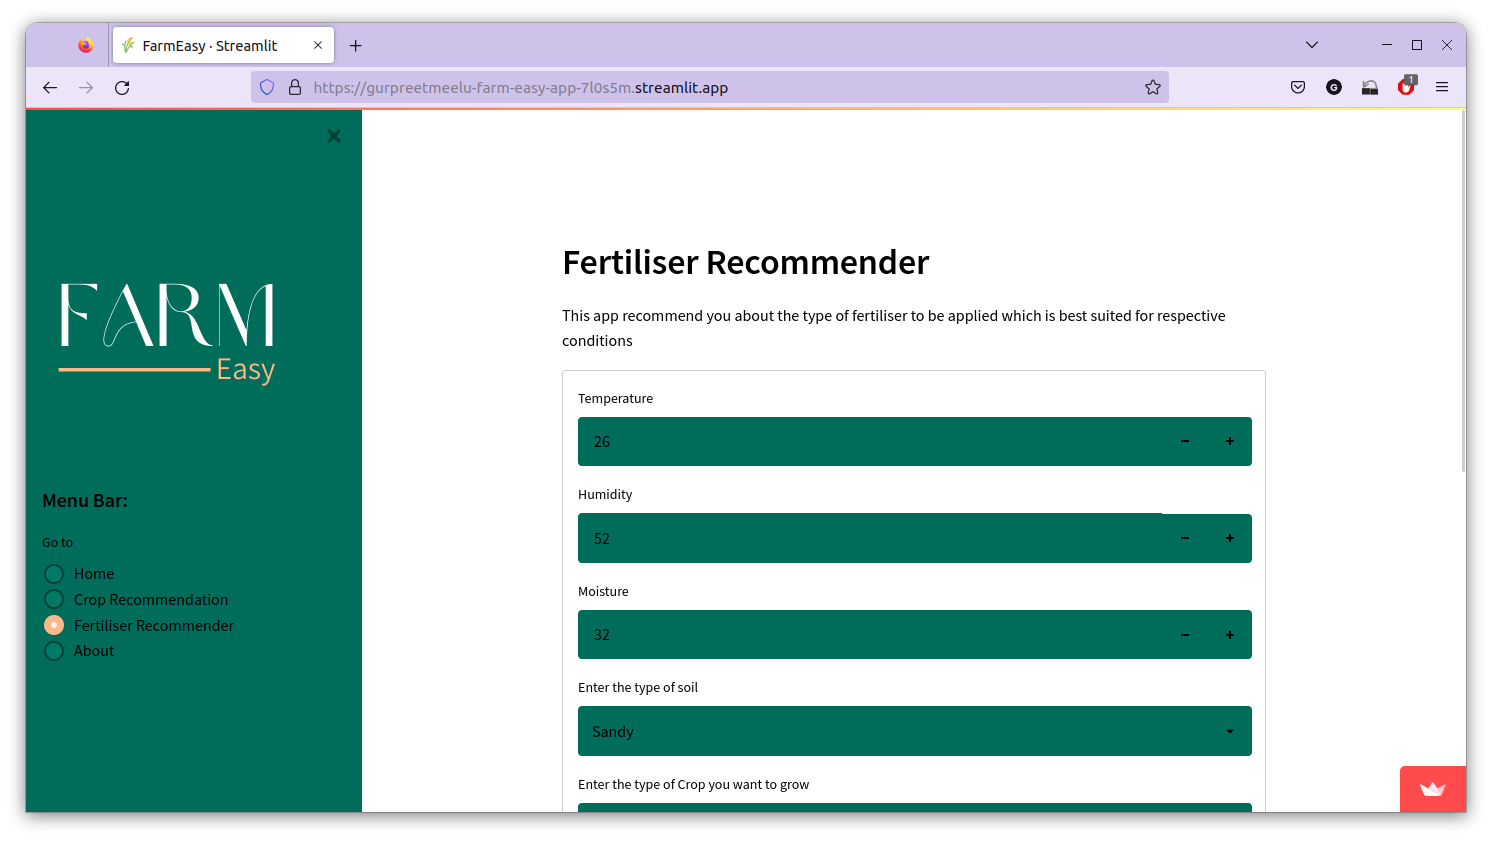 FarmEasy · Streamlit
https://gurpreetmeelu-farm-easy-app-7l0s5m.streamlit.app
G
1
FARM
Easy
Menu Bar:
Go to
Home
Crop Recommendation
Fertiliser Recommender
About
Fertiliser Recommender
This app recommend you about the type of fertiliser to be applied which is best suited for respective
conditions
Temperature
26
Humidity
52
Moisture
32
Enter the type of soil
Sandy
Enter the type of Crop you want to grow